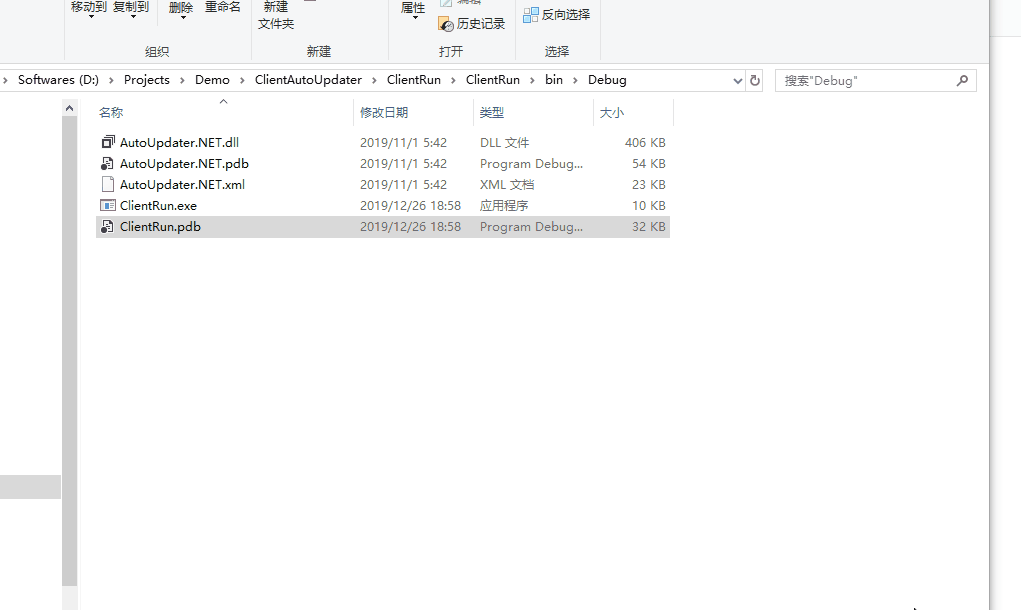 移动到 复制到 删除 重命名 新建 属性 编辑
文件夹 历史记录 反向选择
组织 新建 打开 选择
Softwares (D:) Projects Demo ClientAutoUpdater ClientRun ClientRun bin Debug 搜索"Debug"
名称 修改日期 类型 大小
AutoUpdater.NET.dll 2019/11/1 5:42 DLL 文件 406 KB
AutoUpdater.NET.pdb 2019/11/1 5:42 Program Debug... 54 KB
AutoUpdater.NET.xml 2019/11/1 5:42 XML 文档 23 KB
ClientRun.exe 2019/12/26 18:58 应用程序 10 KB
ClientRun.pdb 2019/12/26 18:58 Program Debug... 32 KB